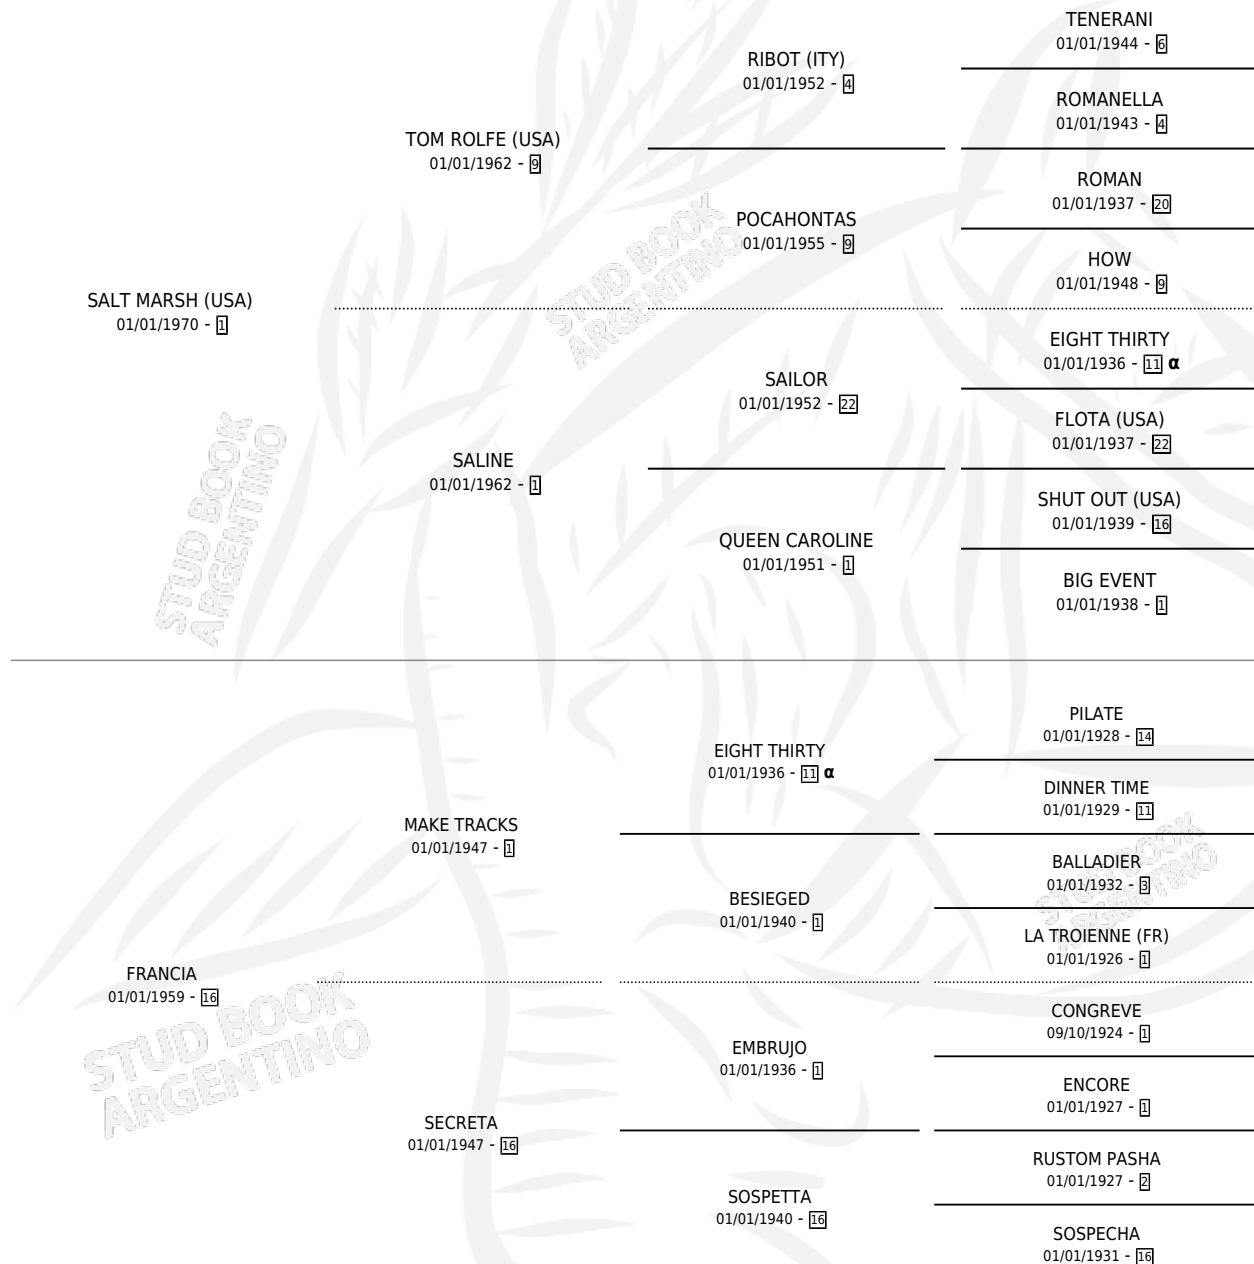 TENERANI
01/01/1944 - 6
RIBOT (ITY)
01/01/1952 - 4
ROMANELLA
01/01/1943 - 4
TOM ROLFE (USA)
01/01/1962 - 9
ROMAN
01/01/1937 - 20
POCAHONTAS
01/01/1955 - 9
HOW
01/01/1948 - 9
STUD BOOK
ARGENTINO
SALT MARSH (USA)
01/01/1970 - 1
EIGHT THIRTY
01/01/1936 - 11 α
SAILOR
01/01/1952 - 22
FLOTA (USA)
01/01/1937 - 22
SALINE
01/01/1962 - 1
SHUT OUT (USA)
01/01/1939 - 16
QUEEN CAROLINE
01/01/1951 - 1
BIG EVENT
01/01/1938 - 1
STUD BOOK
ARGENTINO
PILATE
01/01/1928 - 14
EIGHT THIRTY
01/01/1936 - 11 α
DINNER TIME
01/01/1929 - 11
MAKE TRACKS
01/01/1947 - 1
BALLADIER
01/01/1932 - 3
BESIEGED
01/01/1940 - 1
LA TROIENNE (FR)
01/01/1926 - 1
STUD BOOK
ARGENTINO
FRANCIA
01/01/1959 - 16
CONGREVE
09/10/1924 - 1
EMBRUJO
01/01/1936 - 1
ENCORE
01/01/1927 - 1
STUD BOOK
ARGENTINO
SECRETA
01/01/1947 - 16
RUSTOM PASHA
01/01/1927 - 2
SOSPETTA
01/01/1940 - 16
SOSPECHA
01/01/1931 - 16